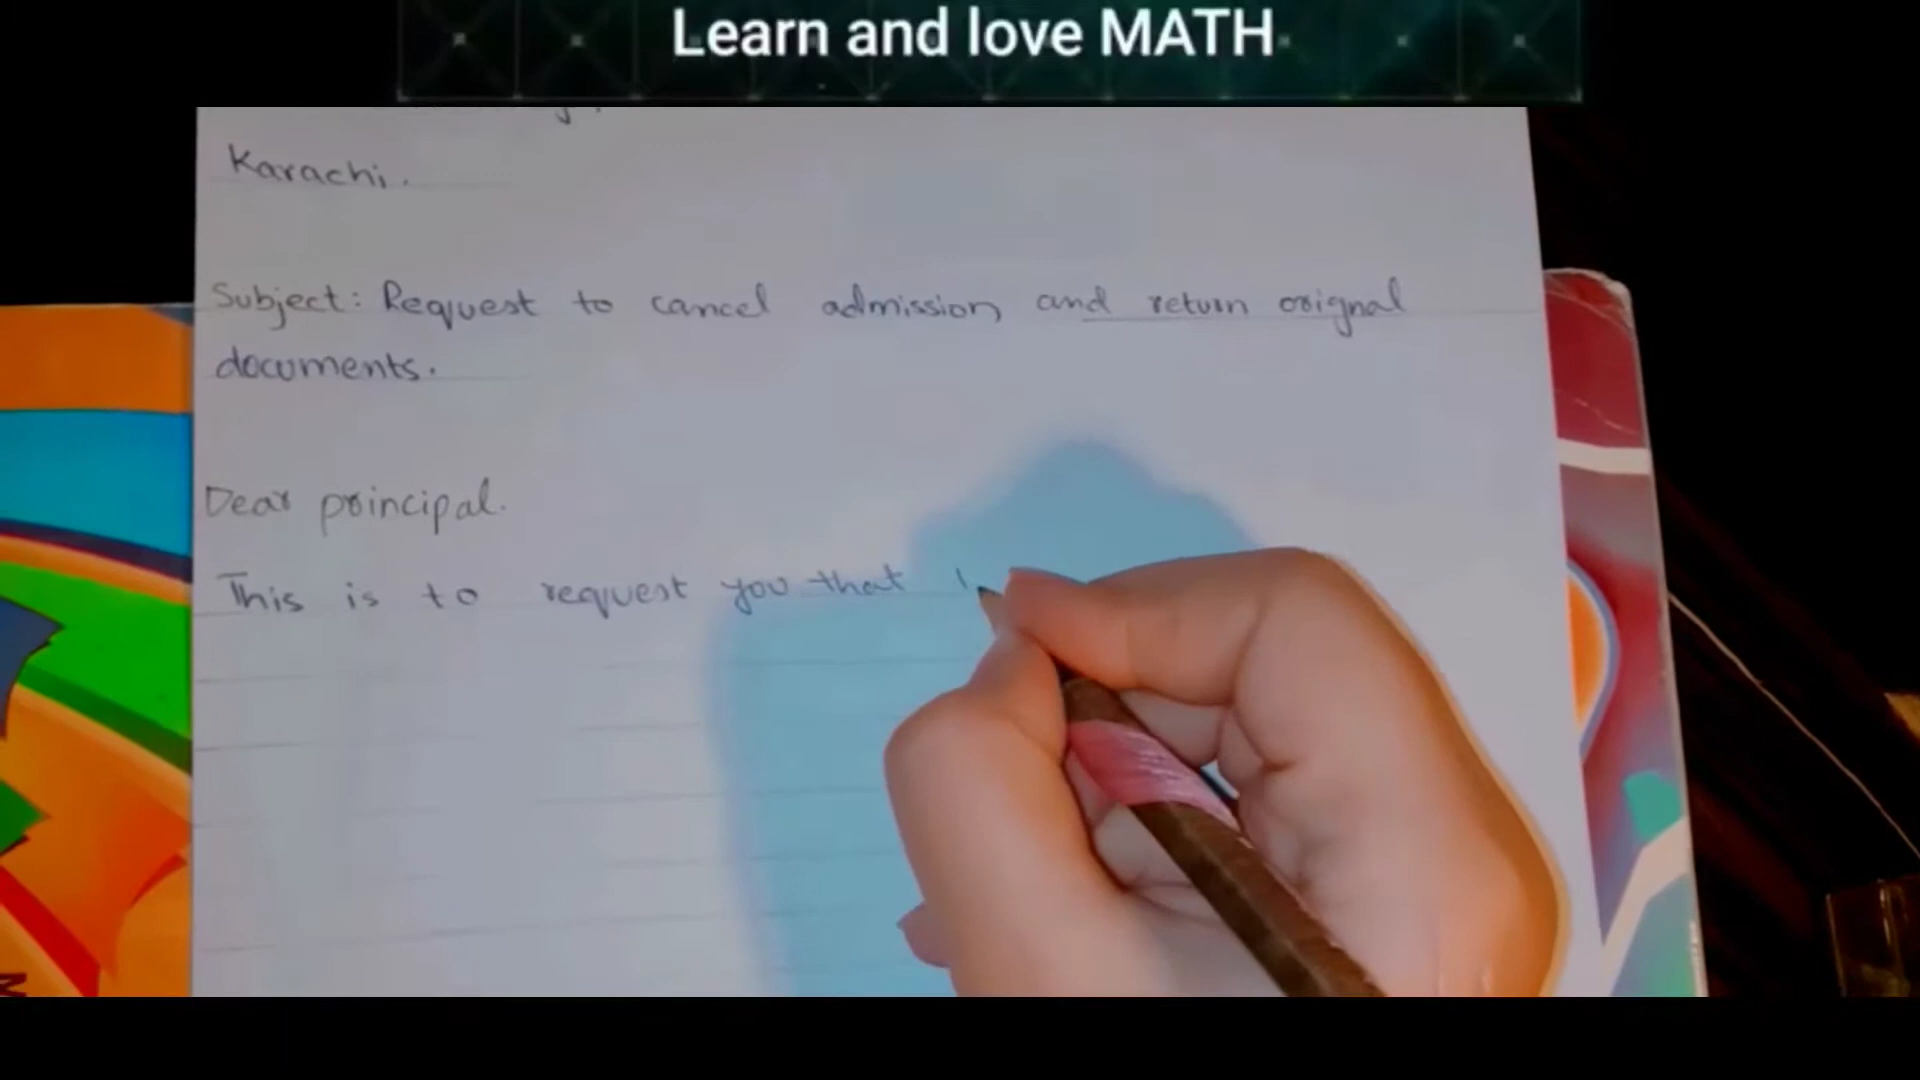 Learn and love MATH
Karachi.
Subject: Request to cancel admission and return orignal
documents.
Dear principal.
This is to request you that